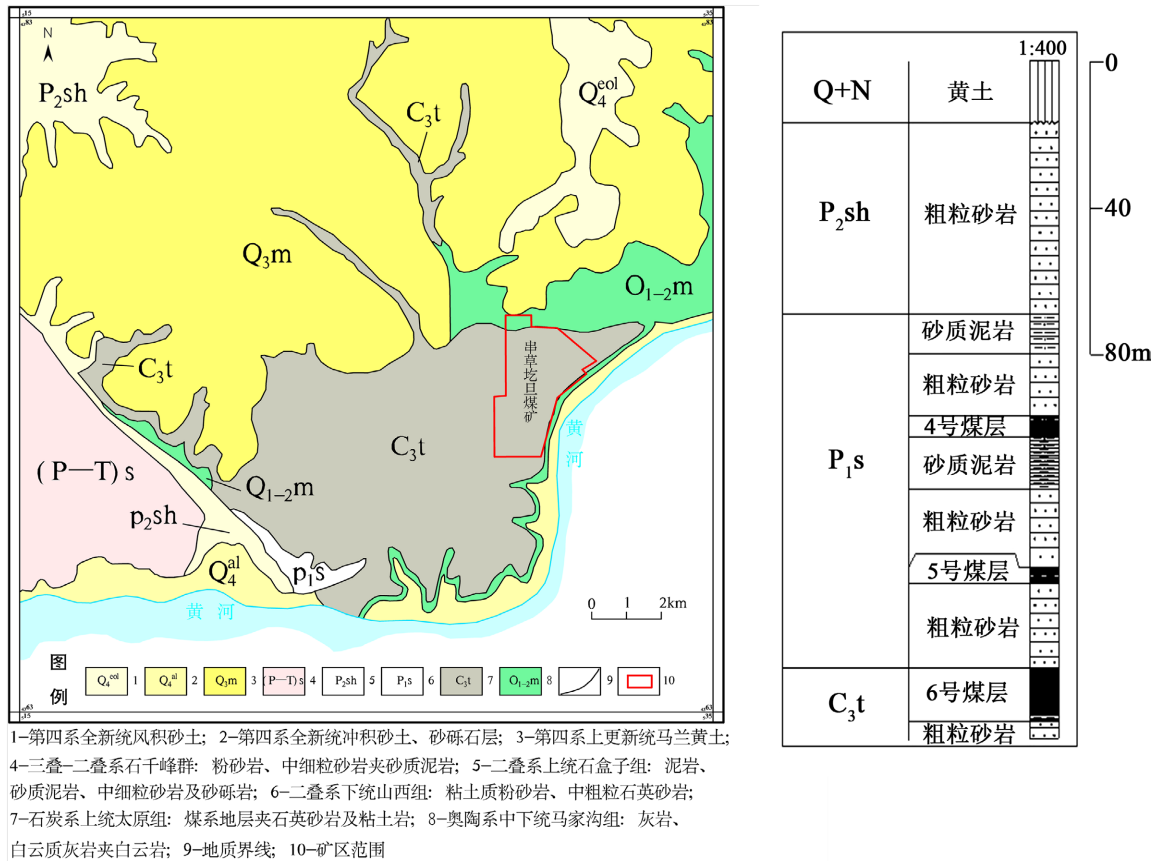 515
4383
535
4383
N
P₂sh
C₃t
Q₄ᵉᵒˡ
Q₃m
O₁₋₂m
C₃t
串草圪旦煤矿
C₃t
黄河
(P—T) s
Q₁₋₂m
p₂sh
Q₄ᵃˡ
p₁s
黄 河
0 1 2km
图例
Q₄ᵉᵒˡ 1 Q₄ᵃˡ 2 Q₃m 3 (P—T) s 4 P₂sh 5 P₁s 6 C₃t 7 O₁₋₂m 8 9 10
4363
515
4363
535
1-第四系全新统风积砂土; 2-第四系全新统冲积砂土、砂砾石层; 3-第四系上更新统马兰黄土;
4-三叠-二叠系石千峰群: 粉砂岩、中细粒砂岩夹砂质泥岩; 5-二叠系上统石盒子组: 泥岩、
砂质泥岩、中细粒砂岩及砂砾岩; 6-二叠系下统山西组: 粘土质粉砂岩、中粗粒石英砂岩;
7-石炭系上统太原组: 煤系地层夹石英砂岩及粘土岩; 8-奥陶系中下统马家沟组: 灰岩、
白云质灰岩夹白云岩; 9-地质界线; 10-矿区范围
1:400
0
Q+N 黄土
40
P₂sh 粗粒砂岩
80m
P₁s
砂质泥岩
粗粒砂岩
4号煤层
砂质泥岩
粗粒砂岩
5号煤层
粗粒砂岩
C₃t
6号煤层
粗粒砂岩